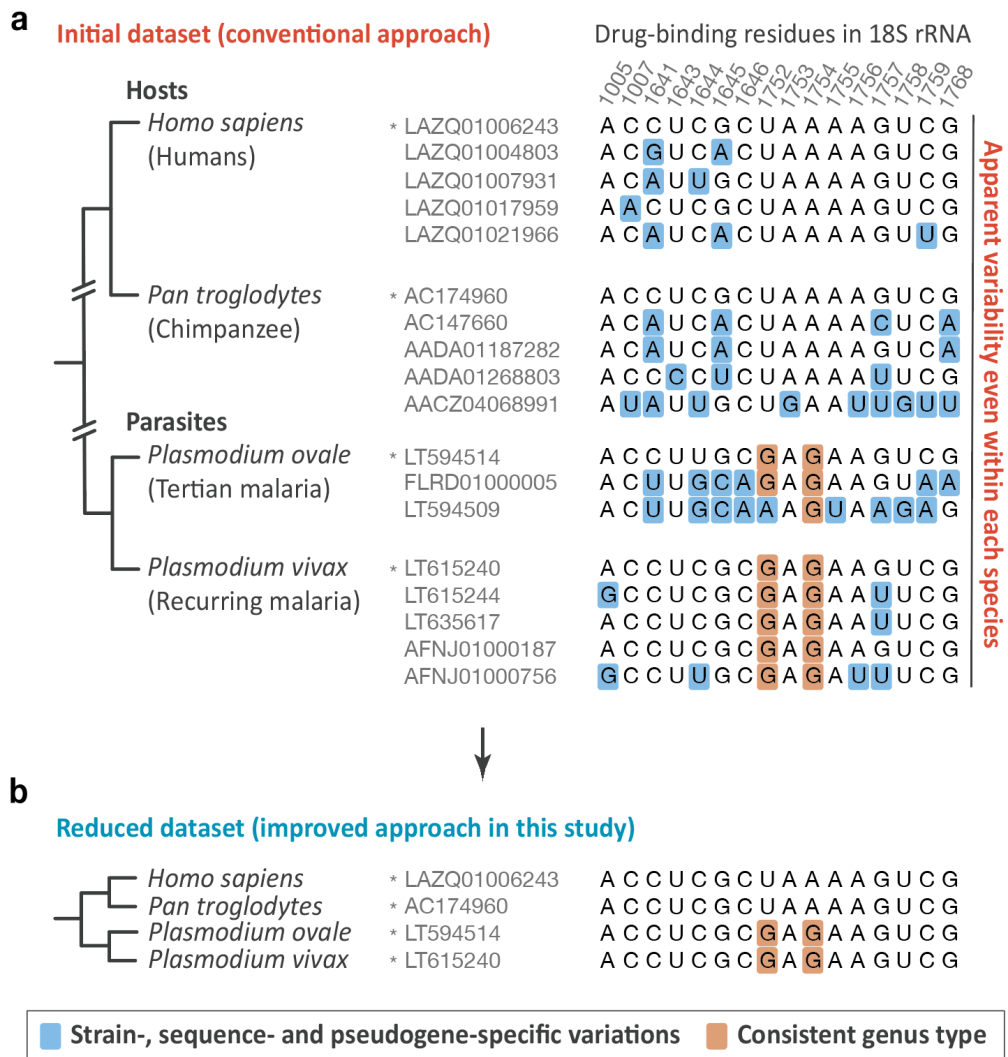 a
Initial dataset (conventional approach)
Drug-binding residues in 18S rRNA
1005 1007 1641 1643 1644 1645 1646 1752 1753 1754 1755 1756 1757 1758 1759 1768
Hosts
Homo sapiens * LAZQ01006243 A C C U C G C U A A A A G U C G
(Humans) LAZQ01004803 A C G U C A C U A A A A G U C G
LAZQ01007931 A C A U U G C U A A A A G U C G
LAZQ01017959 A A C U C G C U A A A A G U C G
LAZQ01021966 A C A U C A C U A A A A G U U G
Pan troglodytes * AC174960 A C C U C G C U A A A A G U C G
(Chimpanzee) AC147660 A C A U C A C U A A A A C U C A
AADA01187282 A C A U C A C U A A A A G U C A
AADA01268803 A C C C C U C U A A A A U U C G
AACZ04068991 A U A U U G C U G A A U U G U U
Parasites
Plasmodium ovale * LT594514 A C C U U G C G A G A A G U C G
(Tertian malaria) FLRD01000005 A C U U G C A G A G A A G U A A
LT594509 A C U U G C A A A G U A A G A G
Plasmodium vivax * LT615240 A C C U C G C G A G A A G U C G
(Recurring malaria) LT615244 G C C U C G C G A G A A U U C G
LT635617 A C C U C G C G A G A A U U C G
AFNJ01000187 A C C U C G C G A G A A G U C G
AFNJ01000756 G C C U U G C G A G A U U U C G
Apparent variability even within each species
b
Reduced dataset (improved approach in this study)
Homo sapiens * LAZQ01006243 A C C U C G C U A A A A G U C G
Pan troglodytes * AC174960 A C C U C G C U A A A A G U C G
Plasmodium ovale * LT594514 A C C U C G C G A G A A G U C G
Plasmodium vivax * LT615240 A C C U C G C G A G A A G U C G
Strain-, sequence- and pseudogene-specific variations
Consistent genus type